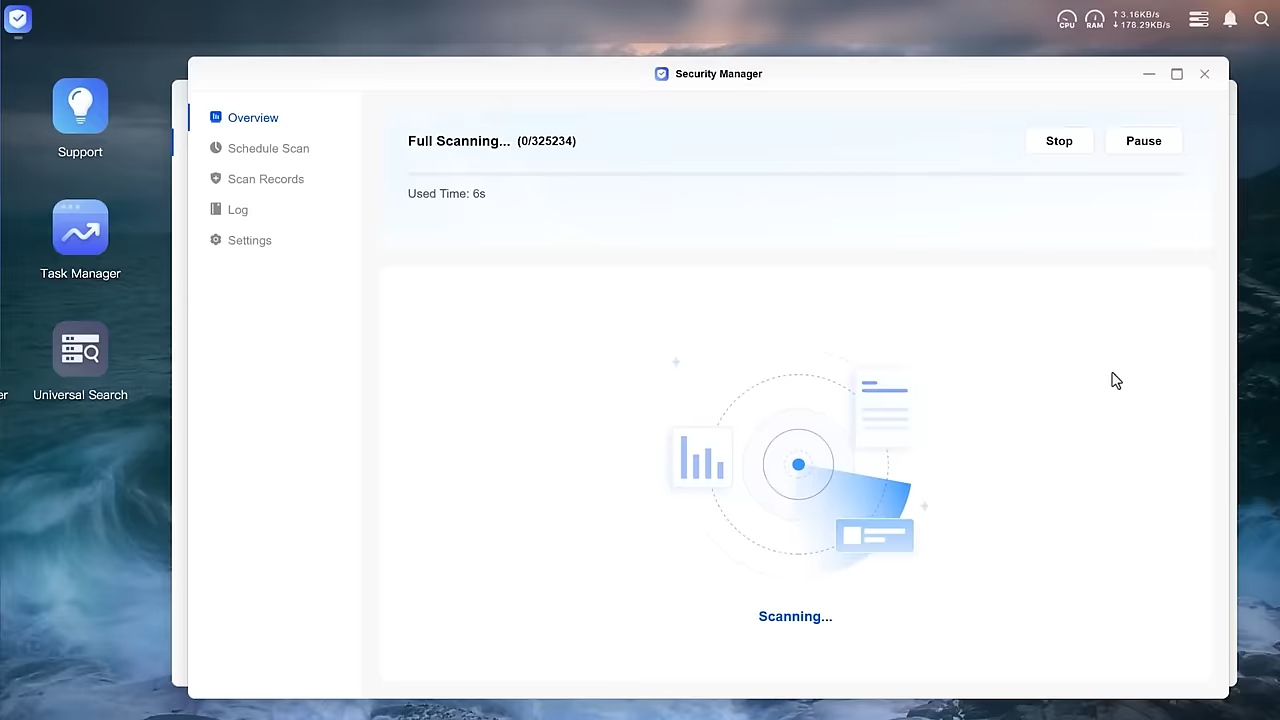 CPU
RAM
↑ 3.16KB/s
↓ 178.29KB/s
Security Manager
Support
Task Manager
er
Universal Search
Overview
Schedule Scan
Scan Records
Log
Settings
Full Scanning... (0/325234)
Stop
Pause
Used Time: 6s
Scanning...